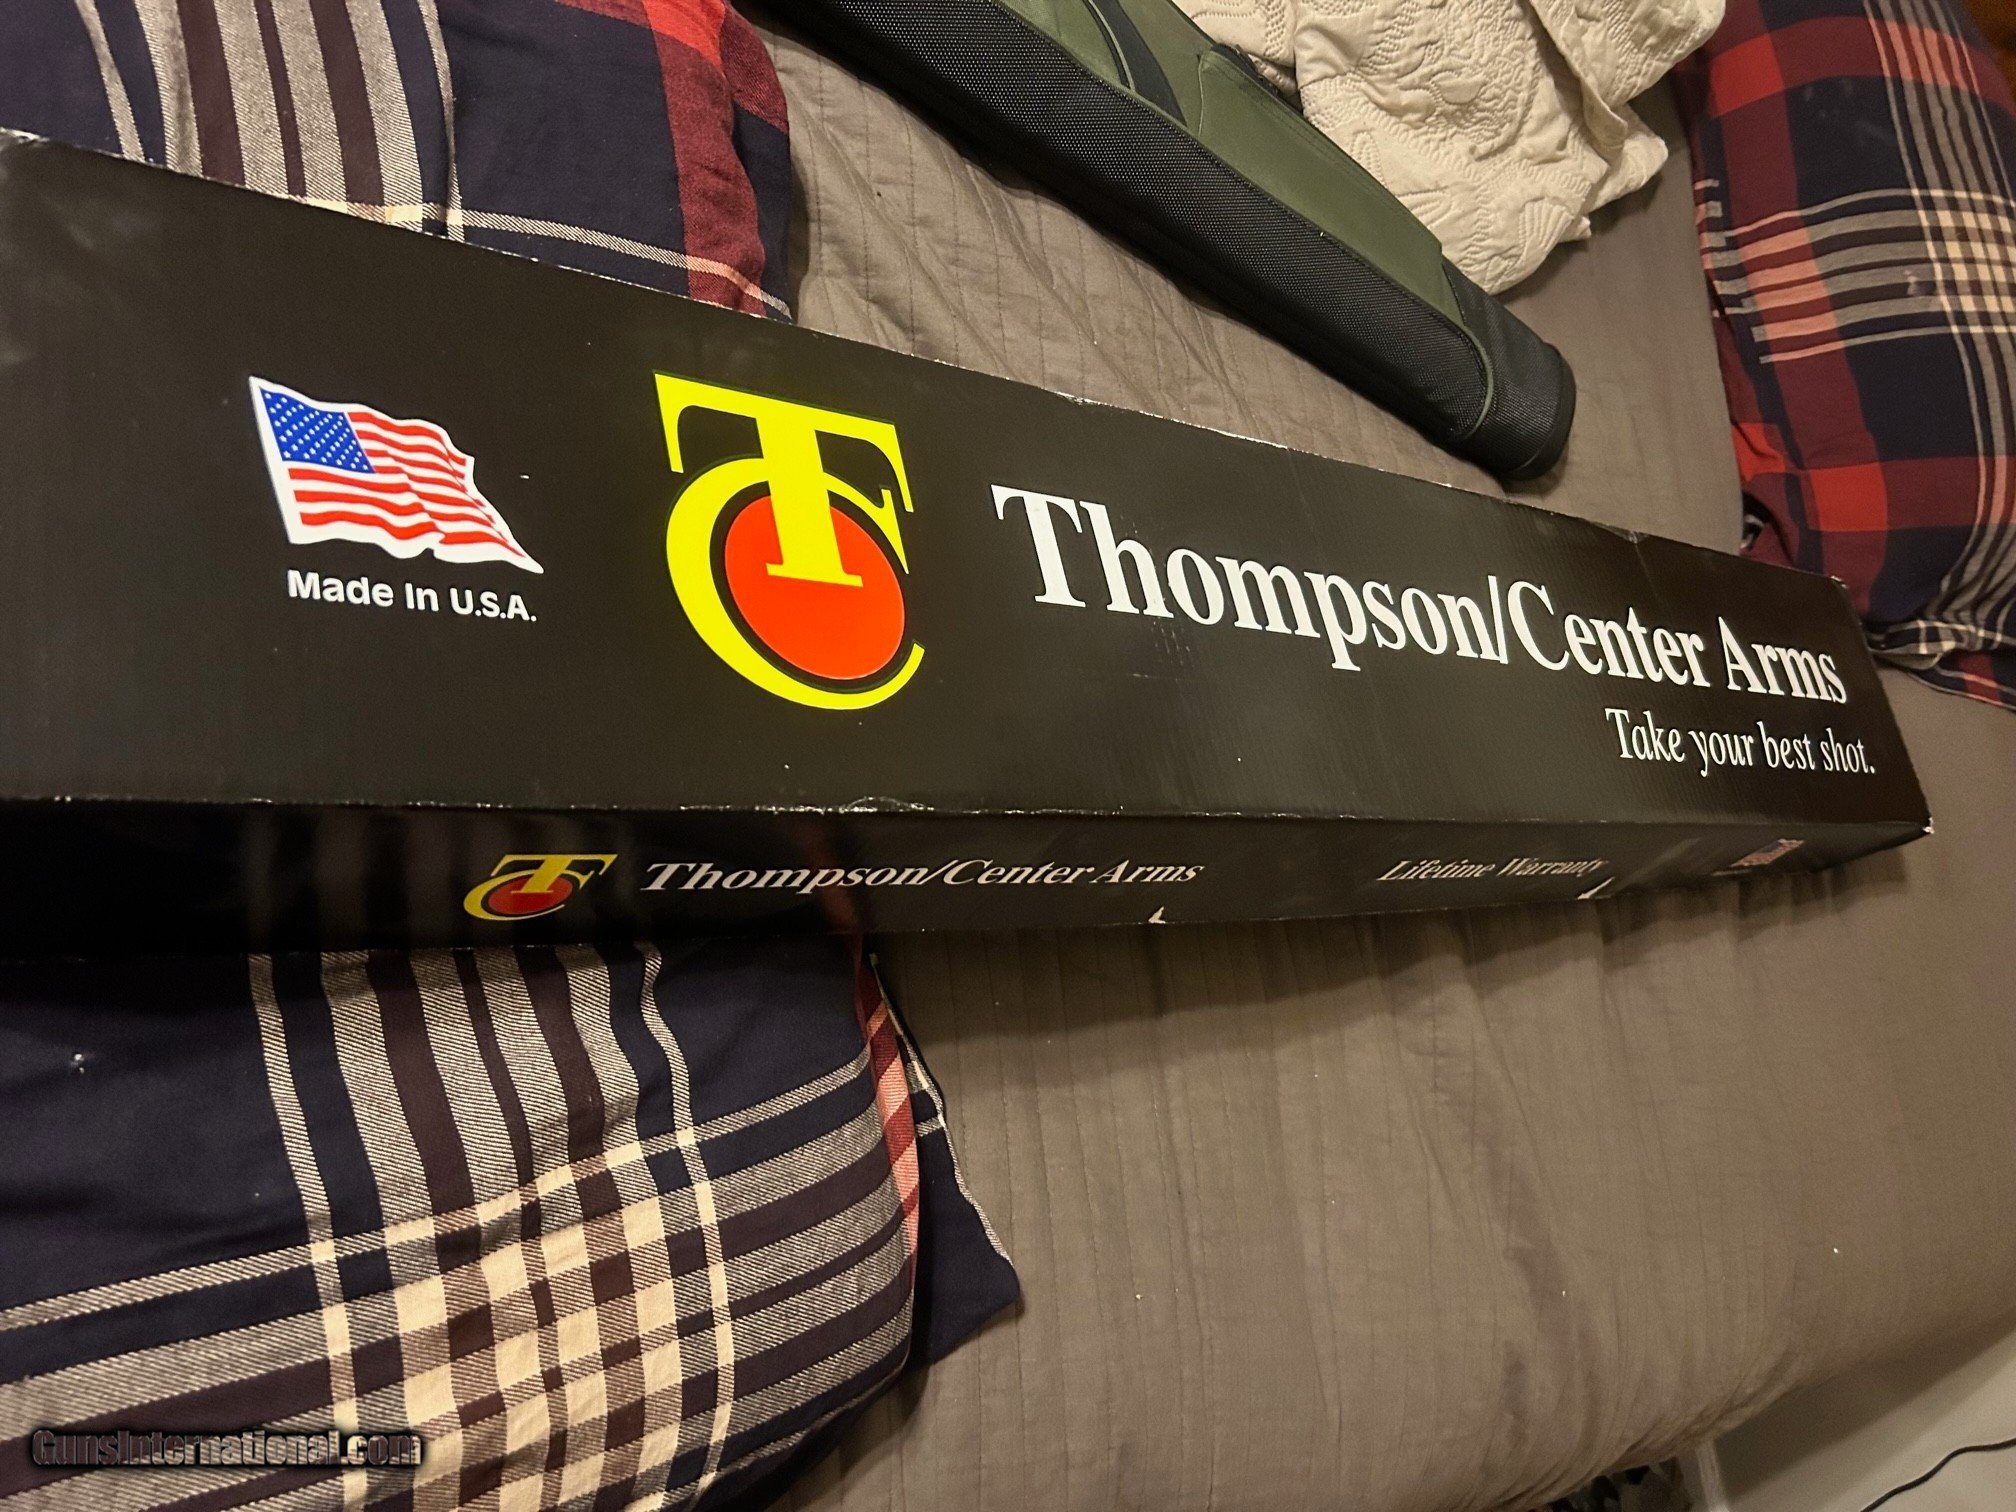 Made In U.S.A.
TC
Thompson/Center Arms
Take your best shot.
TC
Thompson/Center Arms
Lifetime Warranty
GunsInternational.com